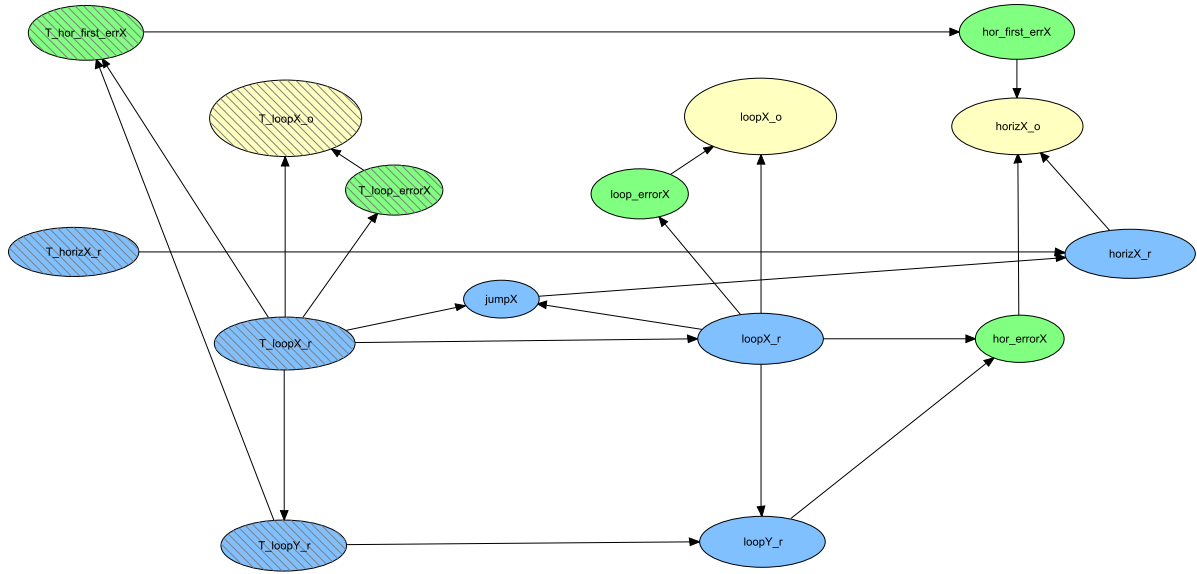 T_hor_first_errX
hor_first_errX
T_loopX_o
loopX_o
horizX_o
T_loop_errorX
loop_errorX
T_horizX_r
horizX_r
jumpX
T_loopX_r
loopX_r
hor_errorX
T_loopY_r
loopY_r